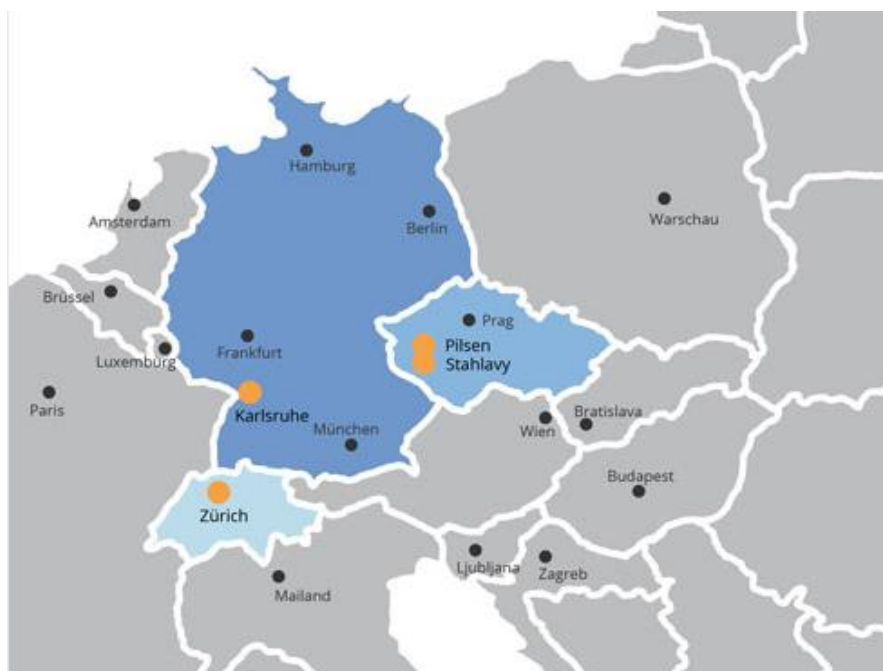 Hamburg
Amsterdam
Berlin
Warschau
Brüssel
Prag
Luxemburg
Frankfurt
Pilsen
Stahlavy
Paris
Karlsruhe
München
Wien
Bratislava
Budapest
Zürich
Ljubljana
Zagreb
Mailand